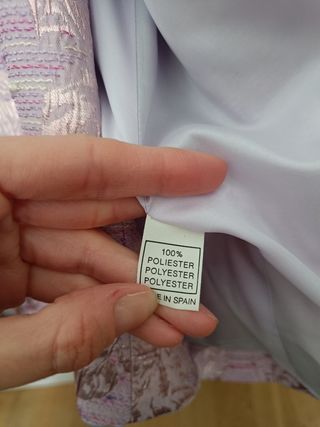 100%
POLIESTER
POLYESTER
POLYESTER
IN SPAIN